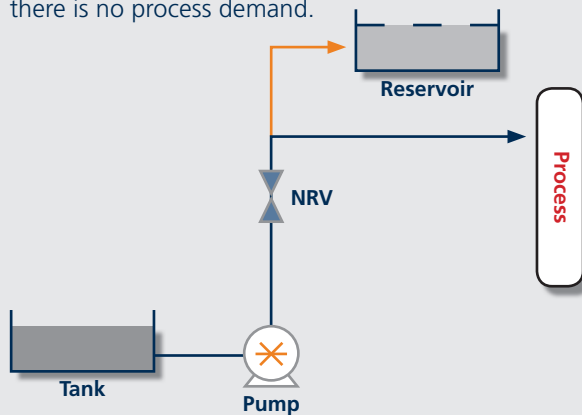 there is no process demand.
Reservoir
Process
NRV
Tank
Pump